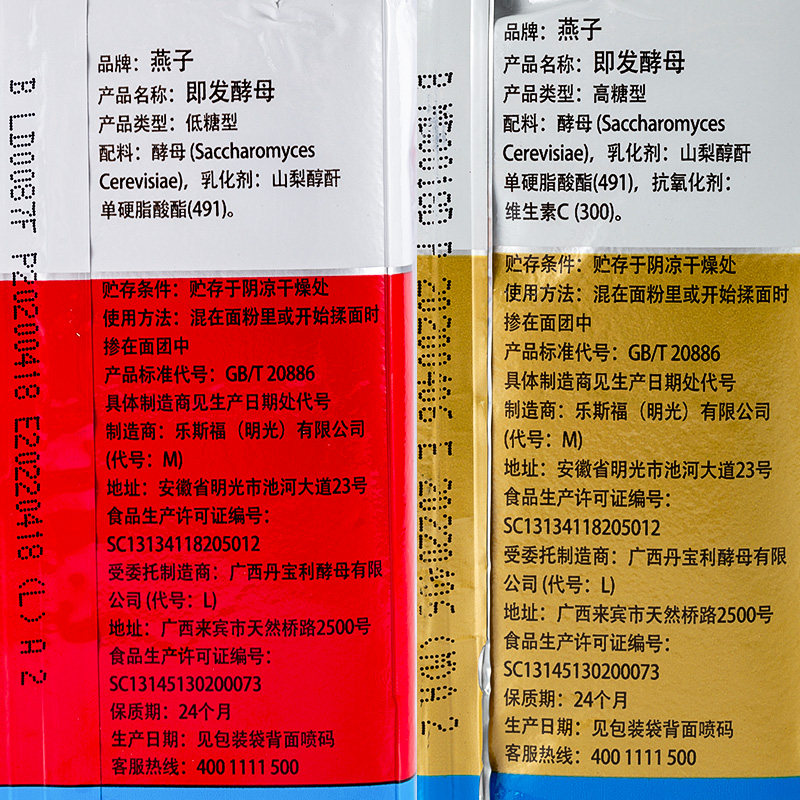 品牌：燕子
产品名称：即发酵母
产品类型：低糖型
配料：酵母 (Saccharomyces
Cerevisiae)，乳化剂：山梨醇酐
单硬脂酸酯(491)。
贮存条件：贮存于阴凉干燥处
使用方法：混在面粉里或开始揉面时
掺在面团中
产品标准代号：GB/T 20886
具体制造商见生产日期处代号
制造商：乐斯福（明光）有限公司
(代号：M)
地址：安徽省明光市池河大道23号
食品生产许可证编号：
SC13134118205012
受委托制造商：广西丹宝利酵母有限
公司 (代号：L)
地址：广西来宾市天然桥路2500号
食品生产许可证编号：
SC13145130200073
保质期：24个月
生产日期：见包装袋背面喷码
客服热线：400 1111 500
B LD0087F P20200418 E20220418 (L) A 2
品牌：燕子
产品名称：即发酵母
产品类型：高糖型
配料：酵母 (Saccharomyces
Cerevisiae)，乳化剂：山梨醇酐
单硬脂酸酯(491)，抗氧化剂：
维生素C (300)。
贮存条件：贮存于阴凉干燥处
使用方法：混在面粉里或开始揉面时
掺在面团中
产品标准代号：GB/T 20886
具体制造商见生产日期处代号
制造商：乐斯福（明光）有限公司
(代号：M)
地址：安徽省明光市池河大道23号
食品生产许可证编号：
SC13134118205012
受委托制造商：广西丹宝利酵母有限
公司 (代号：L)
地址：广西来宾市天然桥路2500号
食品生产许可证编号：
SC13145130200073
保质期：24个月
生产日期：见包装袋背面喷码
客服热线：400 1111 500